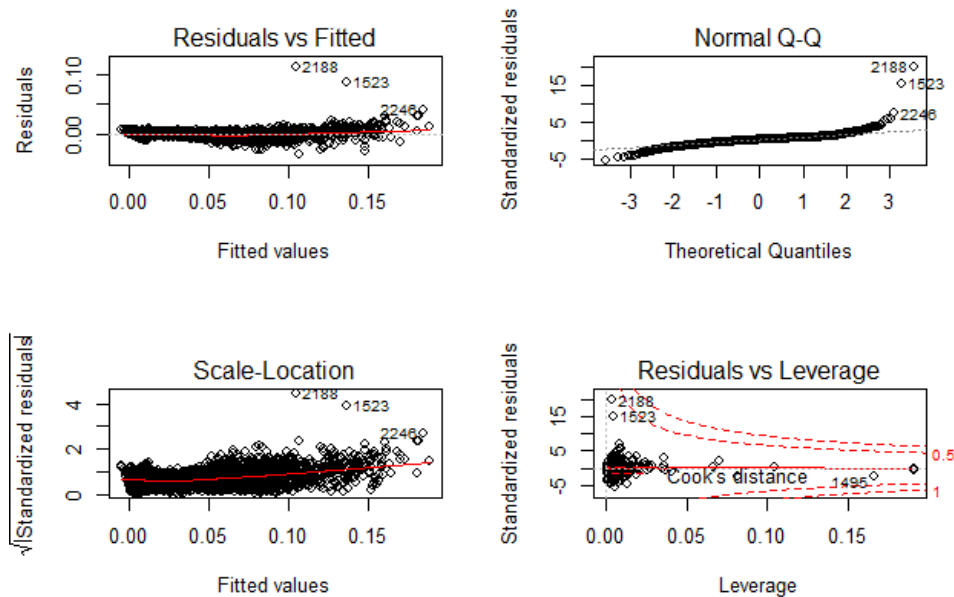 Residuals vs Fitted
Residuals
0.00 0.10
2188
1523
2246
0.00 0.05 0.10 0.15
Fitted values
Normal Q-Q
Standardized residuals
-5 5 15
2188
1523
2246
-3 -2 -1 0 1 2 3
Theoretical Quantiles
Scale-Location
√|Standardized residuals|
0 2 4
2188
1523
2246
0.00 0.05 0.10 0.15
Fitted values
Residuals vs Leverage
Standardized residuals
-5 5 15
2188
1523
0.5
Cook's distance
1495
1
0.00 0.05 0.10 0.15
Leverage